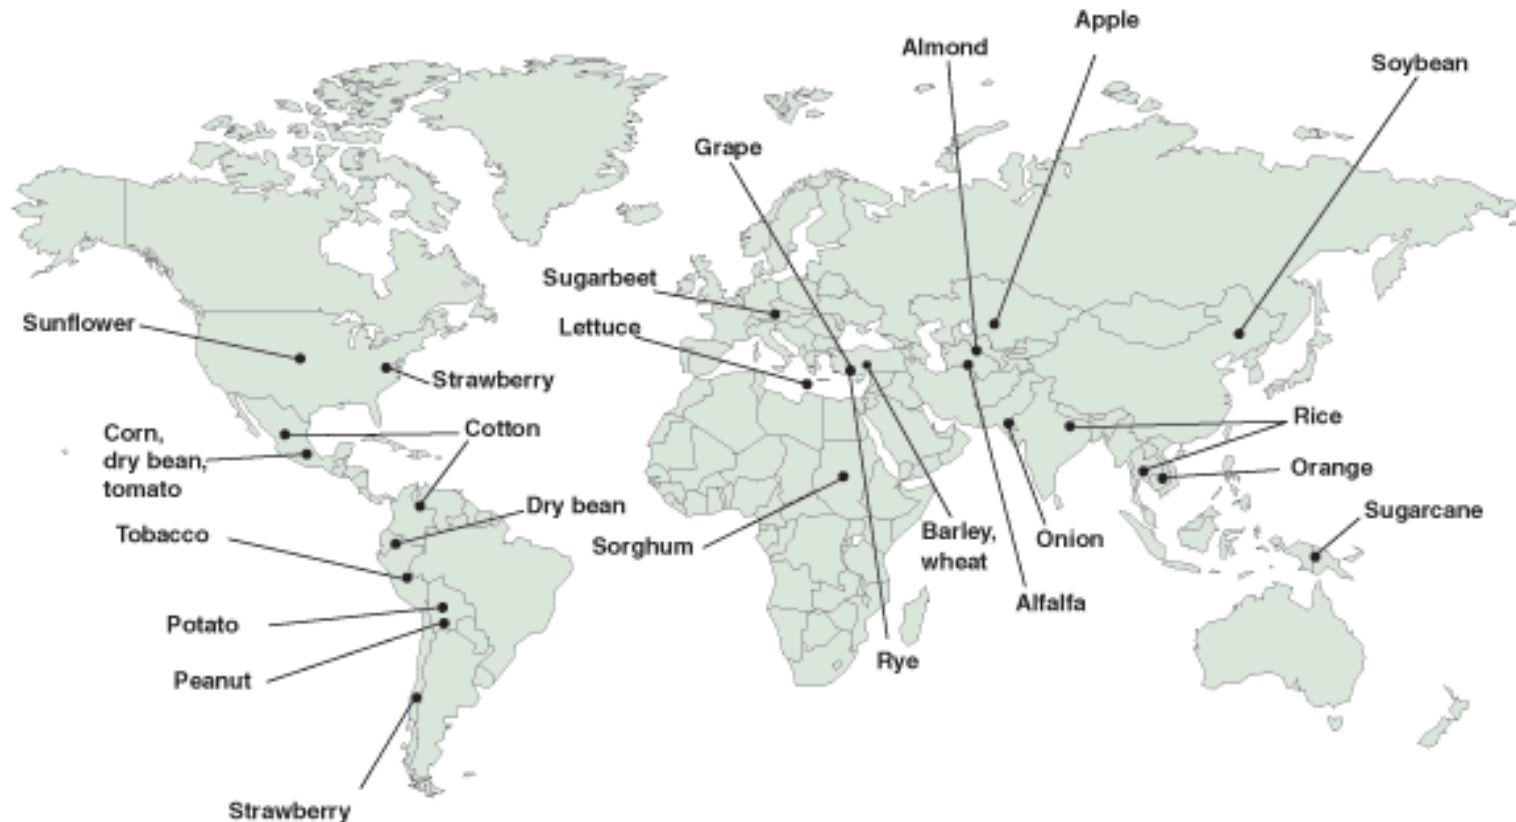 Apple
Almond
Soybean
Grape
Sugarbeet
Lettuce
Sunflower
Strawberry
Cotton
Corn,
dry bean,
tomato
Rice
Orange
Dry bean
Sugarcane
Tobacco
Sorghum
Barley,
wheat
Onion
Alfalfa
Potato
Rye
Peanut
Strawberry